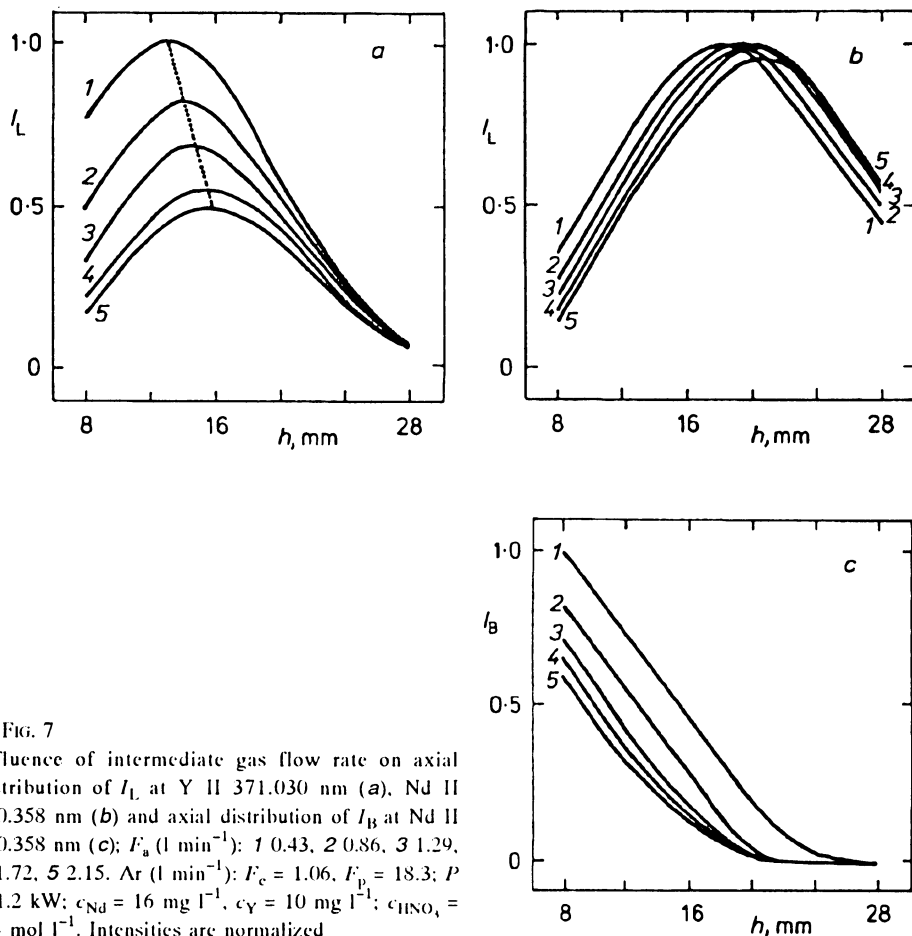 1·0
a
1
I_L
2
0·5
3
4
5
0
8 16 28
h, mm
1·0
b
I_L
0·5
1
2
3
4
5
5
4
3
2
1
0
8 16 28
h, mm
1·0
c
1
I_B
2
3
4
5
0·5
0
8 16 28
h, mm
FIG. 7
fluence of intermediate gas flow rate on axial
tribution of I_L at Y II 371.030 nm (a), Nd II
0.358 nm (b) and axial distribution of I_B at Nd II
0.358 nm (c); F_a (l min⁻¹): 1 0.43, 2 0.86, 3 1.29,
1.72, 5 2.15. Ar (l min⁻¹): F_c = 1.06, F_p = 18.3; P
1.2 kW; c_Nd = 16 mg l⁻¹, c_Y = 10 mg l⁻¹;
mol l⁻¹. Intensities are normalized